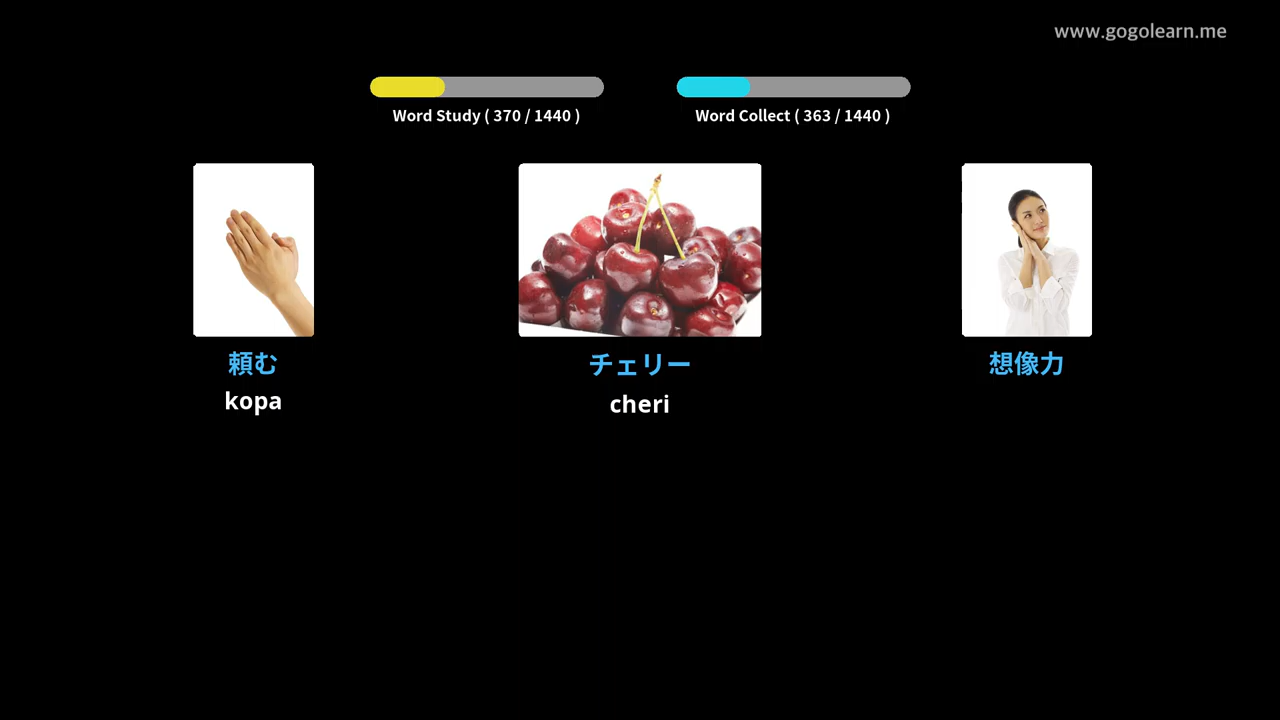 www.gogolearn.me
Word Study ( 370 / 1440 )
Word Collect ( 363 / 1440 )
頼む
チェリー
想像力
kopa
cheri